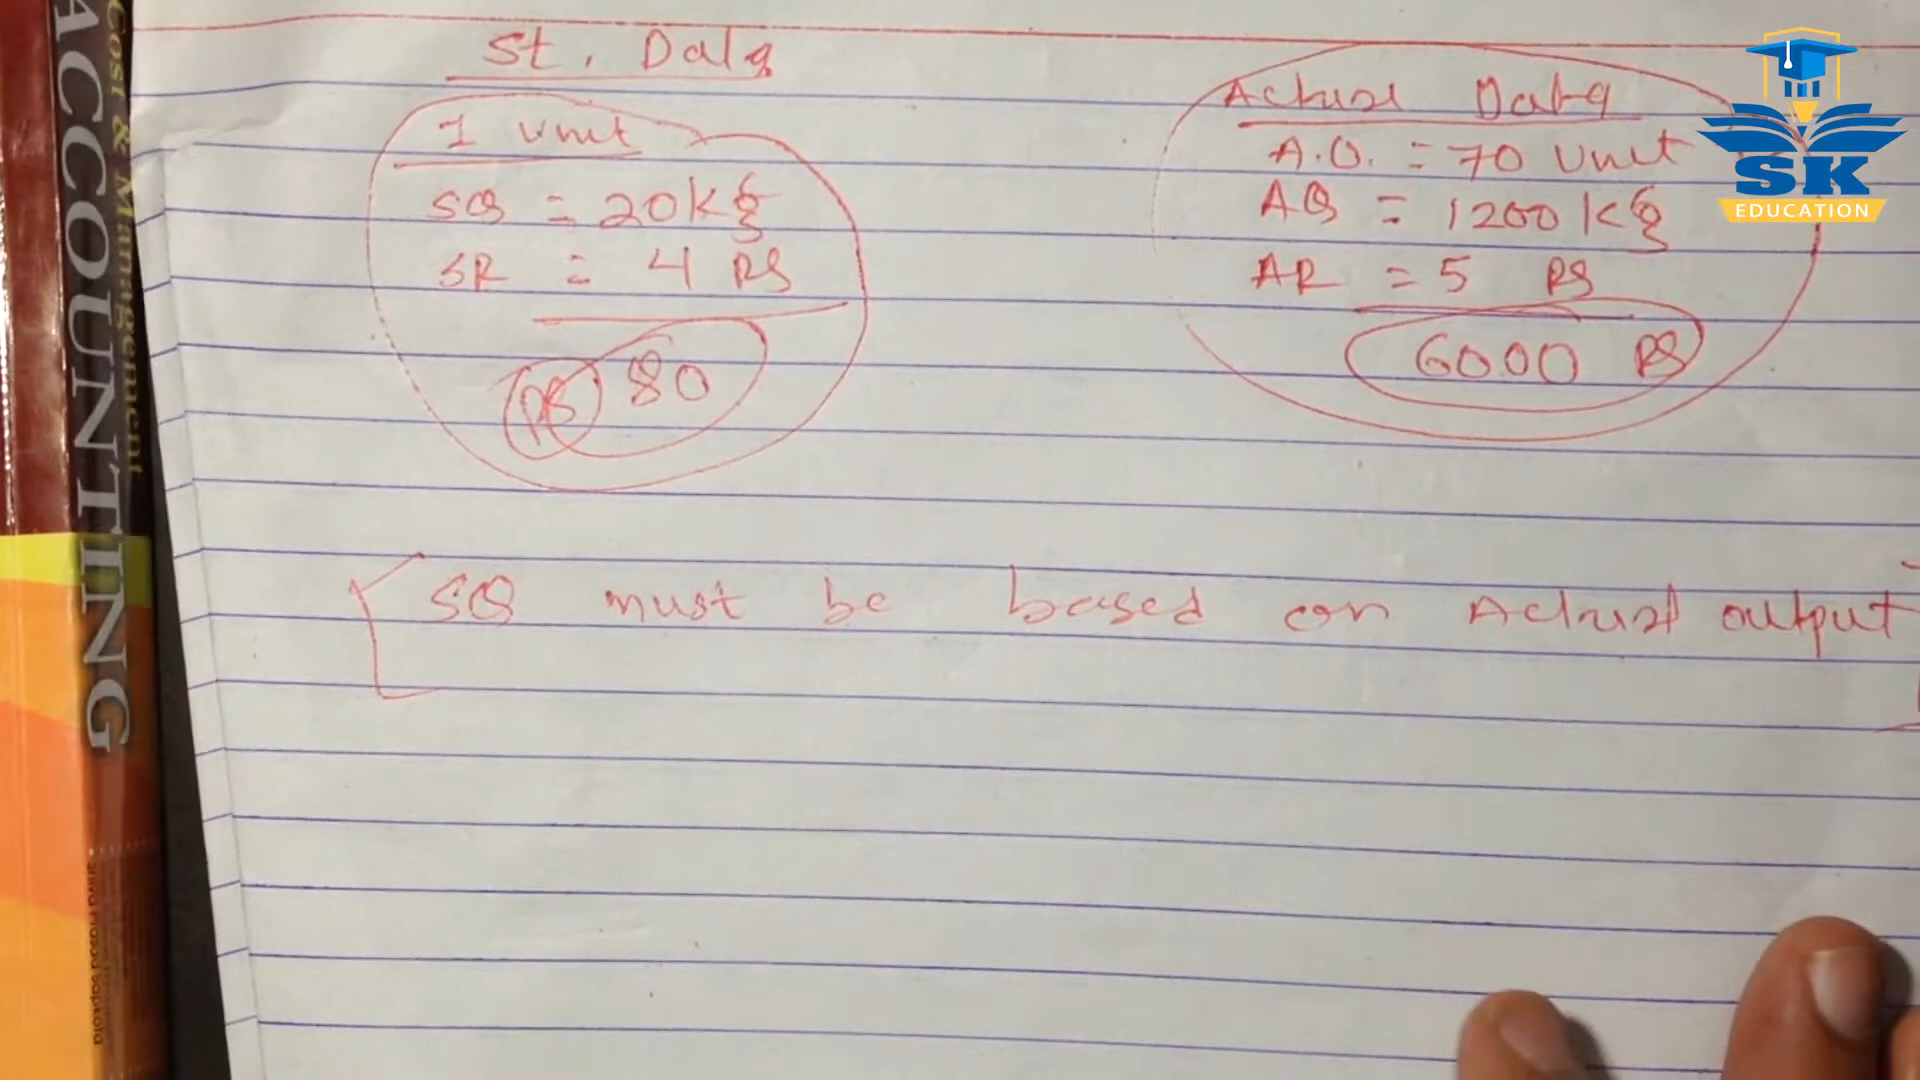 St. Data
1 unit
SQ = 20 kg
SR = 4 RS
RS 80
Actual Data
A.O. = 70 Unit
AQ = 1200 kg
AR = 5 RS
6000 RS
SQ must be based on Actual output
SK
EDUCATION
Cost & Management
ACCOUNTING